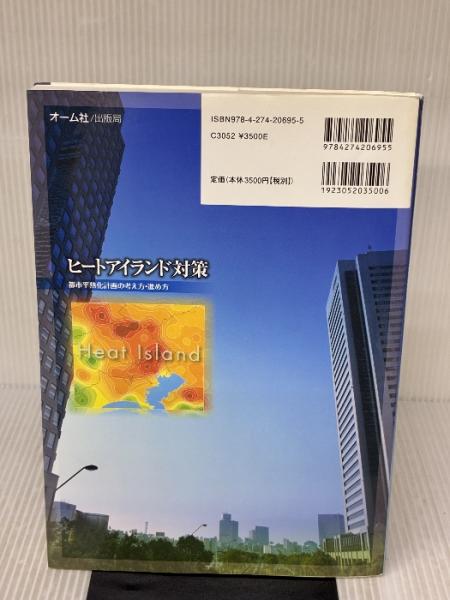 オーム社/出版局
ISBN978-4-274-20695-5
C3052 ¥3500E
定価(本体3500円【税別】)
9784274206955
1923052035006
ヒートアイランド対策
都市平熱化計画の考え方・進め方
Heat Island